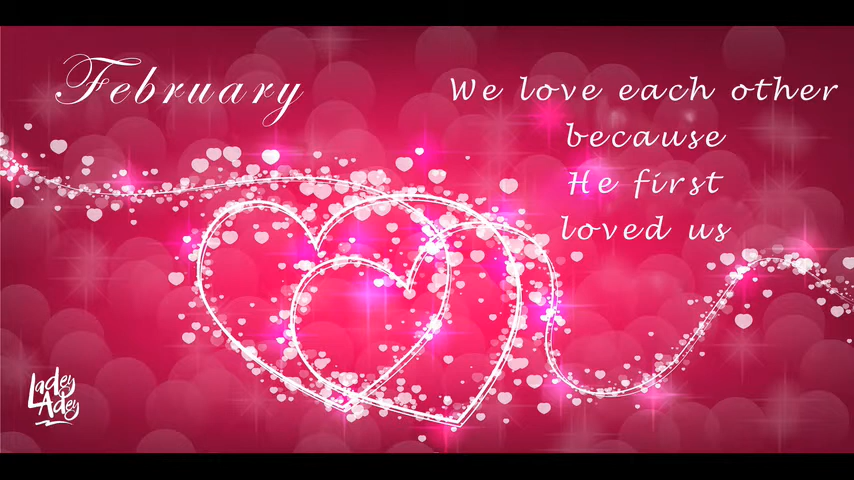 February
We love each other
because
He first
loved us
Ladey
Adey